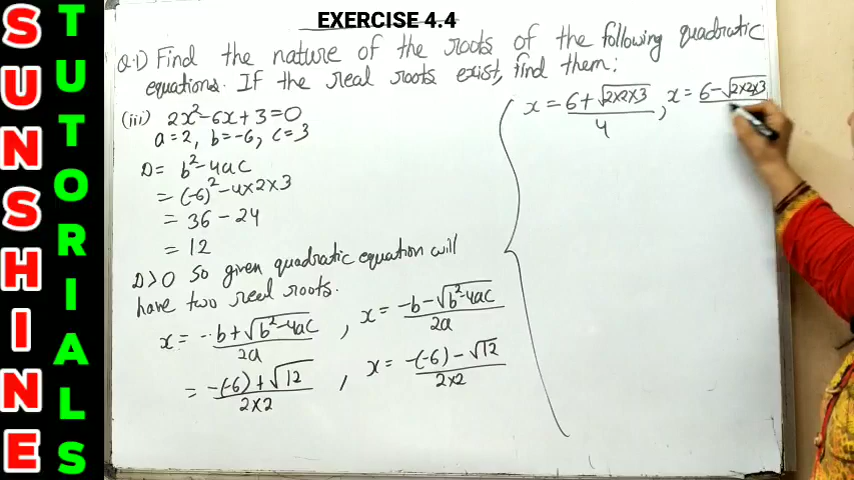 SUNSHINE
TUTORIALS
EXERCISE 4.4
Q.1) Find the nature of the roots of the following quadratic
equations. If the real roots exist, find them:
(iii) 2x²-6x+3=0
a=2, b=-6, c=3
D= b²-4ac
= (-6)²-4×2×3
= 36-24
= 12
D>0 So given quadratic equation will
have two real roots.
x = -b+√(b²-4ac)/2a , x = -b-√(b²-4ac)/2a
= -(-6)+√12/2×2 , x = -(-6)-√12/2×2
x = 6+√(2×2×3)/4 , x = 6-√(2×2×3)